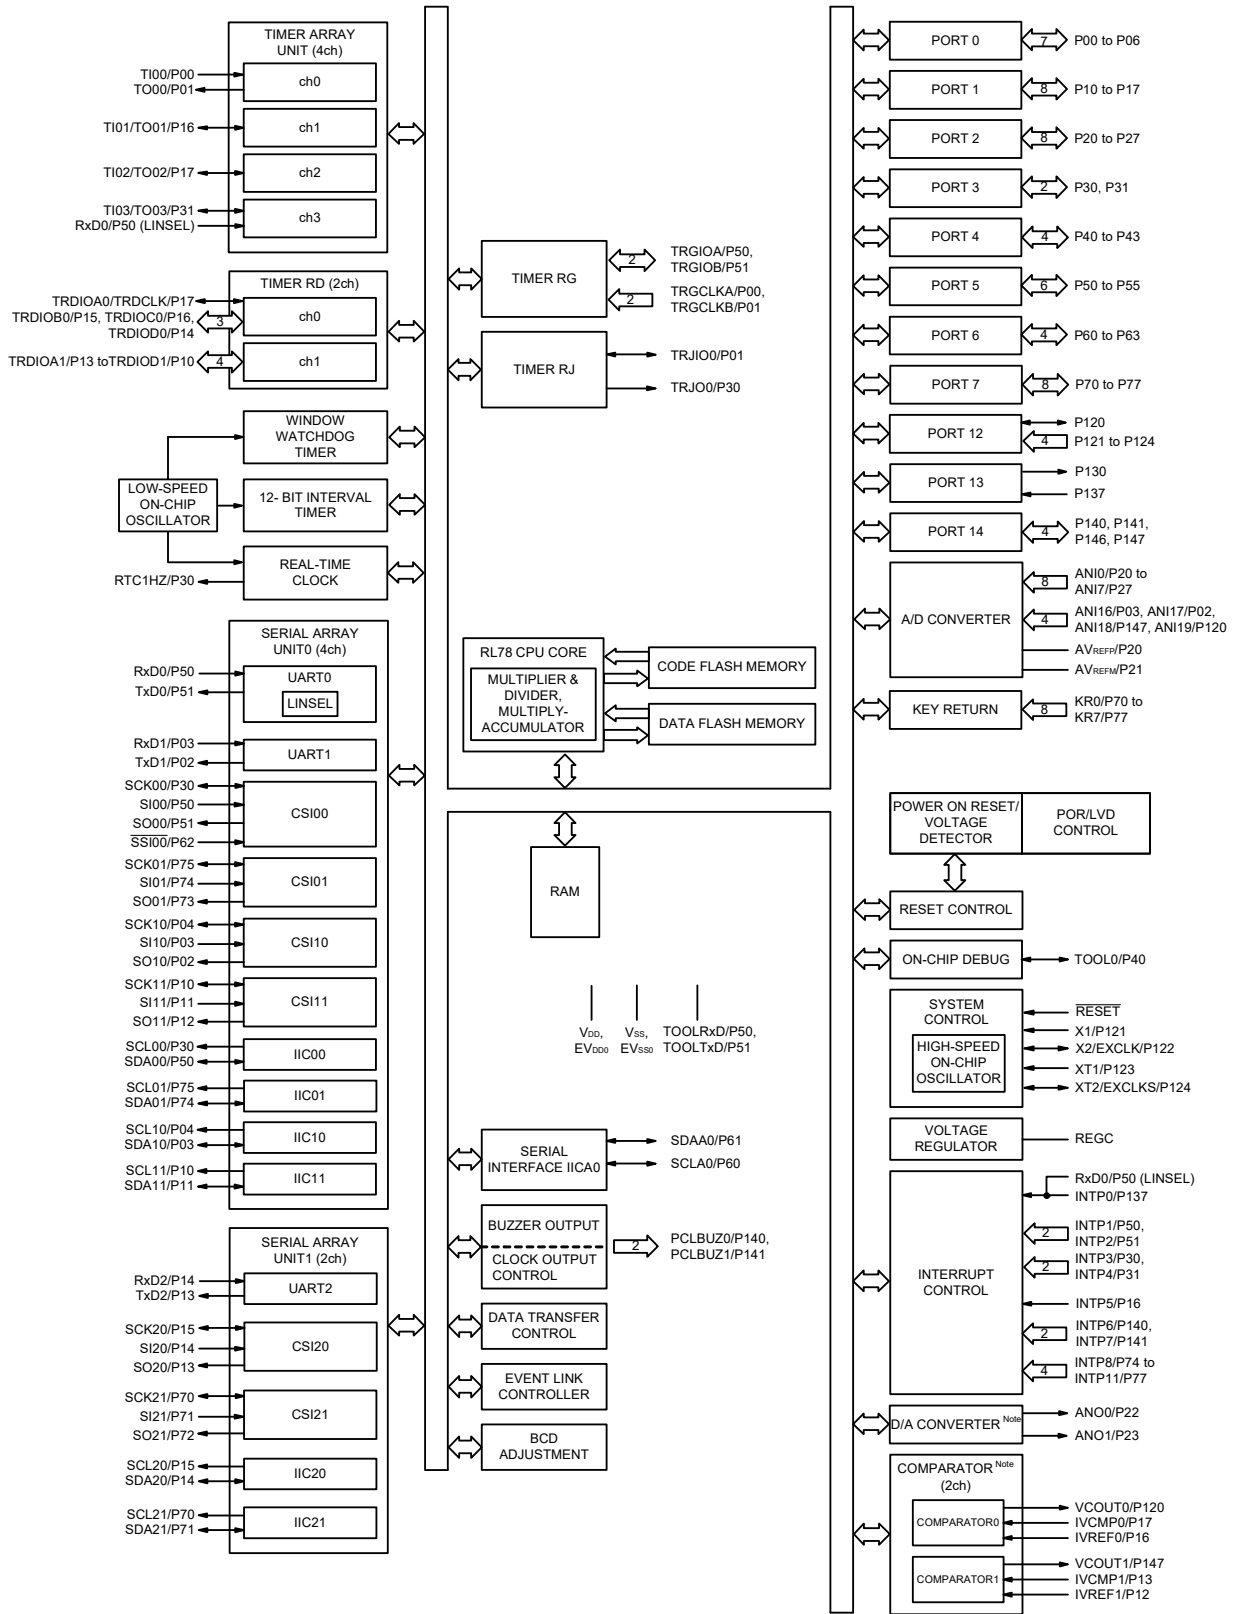 TIMER ARRAY
UNIT (4ch)
TI00/P00
TO00/P01
ch0
TI01/TO01/P16
ch1
TI02/TO02/P17
ch2
TI03/TO03/P31
RxD0/P50 (LINSEL)
ch3
TIMER RD (2ch)
TRDIOA0/TRDCLK/P17
TRDIOB0/P15, TRDIOC0/P16,
TRDIOD0/P14
3
ch0
TRDIOA1/P13 toTRDIOD1/P10
4
ch1
WINDOW
WATCHDOG
TIMER
LOW-SPEED
ON-CHIP
OSCILLATOR
12- BIT INTERVAL
TIMER
RTC1HZ/P30
REAL-TIME
CLOCK
SERIAL ARRAY
UNIT0 (4ch)
RxD0/P50
TxD0/P51
UART0
LINSEL
RxD1/P03
TxD1/P02
UART1
SCK00/P30
SI00/P50
SO00/P51
SSI00/P62
CSI00
SCK01/P75
SI01/P74
SO01/P73
CSI01
SCK10/P04
SI10/P03
SO10/P02
CSI10
SCK11/P10
SI11/P11
SO11/P12
CSI11
SCL00/P30
SDA00/P50
IIC00
SCL01/P75
SDA01/P74
IIC01
SCL10/P04
SDA10/P03
IIC10
SCL11/P10
SDA11/P11
IIC11
SERIAL ARRAY
UNIT1 (2ch)
RxD2/P14
TxD2/P13
UART2
SCK20/P15
SI20/P14
SO20/P13
CSI20
SCK21/P70
SI21/P71
SO21/P72
CSI21
SCL20/P15
SDA20/P14
IIC20
SCL21/P70
SDA21/P71
IIC21
TIMER RG
2
TRGIOA/P50,
TRGIOB/P51
2
TRGCLKA/P00,
TRGCLKB/P01
TIMER RJ
TRJIO0/P01
TRJO0/P30
RL78 CPU CORE
MULTIPLIER &
DIVIDER,
MULTIPLY-
ACCUMULATOR
CODE FLASH MEMORY
DATA FLASH MEMORY
RAM
VDD,
EVDD0
VSS,
EVSS0
TOOLRxD/P50,
TOOLTxD/P51
SERIAL
INTERFACE IICA0
SDAA0/P61
SCLA0/P60
BUZZER OUTPUT
CLOCK OUTPUT
CONTROL
2
PCLBUZ0/P140,
PCLBUZ1/P141
DATA TRANSFER
CONTROL
EVENT LINK
CONTROLLER
BCD
ADJUSTMENT
PORT 0
7
P00 to P06
PORT 1
8
P10 to P17
PORT 2
8
P20 to P27
PORT 3
2
P30, P31
PORT 4
4
P40 to P43
PORT 5
6
P50 to P55
PORT 6
4
P60 to P63
PORT 7
8
P70 to P77
PORT 12
P120
4
P121 to P124
PORT 13
P130
P137
PORT 14
4
P140, P141,
P146, P147
A/D CONVERTER
8
ANI0/P20 to
ANI7/P27
4
ANI16/P03, ANI17/P02,
ANI18/P147, ANI19/P120
AVREFP/P20
AVREFM/P21
KEY RETURN
8
KR0/P70 to
KR7/P77
POWER ON RESET/
VOLTAGE
DETECTOR
POR/LVD
CONTROL
RESET CONTROL
ON-CHIP DEBUG
TOOL0/P40
SYSTEM
CONTROL
HIGH-SPEED
ON-CHIP
OSCILLATOR
RESET
X1/P121
X2/EXCLK/P122
XT1/P123
XT2/EXCLKS/P124
VOLTAGE
REGULATOR
REGC
INTERRUPT
CONTROL
RxD0/P50 (LINSEL)
INTP0/P137
2
INTP1/P50,
INTP2/P51
2
INTP3/P30,
INTP4/P31
INTP5/P16
2
INTP6/P140,
INTP7/P141
4
INTP8/P74 to
INTP11/P77
D/A CONVERTER Note
ANO0/P22
ANO1/P23
COMPARATOR Note
(2ch)
COMPARATOR0
VCOUT0/P120
IVCMP0/P17
IVREF0/P16
COMPARATOR1
VCOUT1/P147
IVCMP1/P13
IVREF1/P12